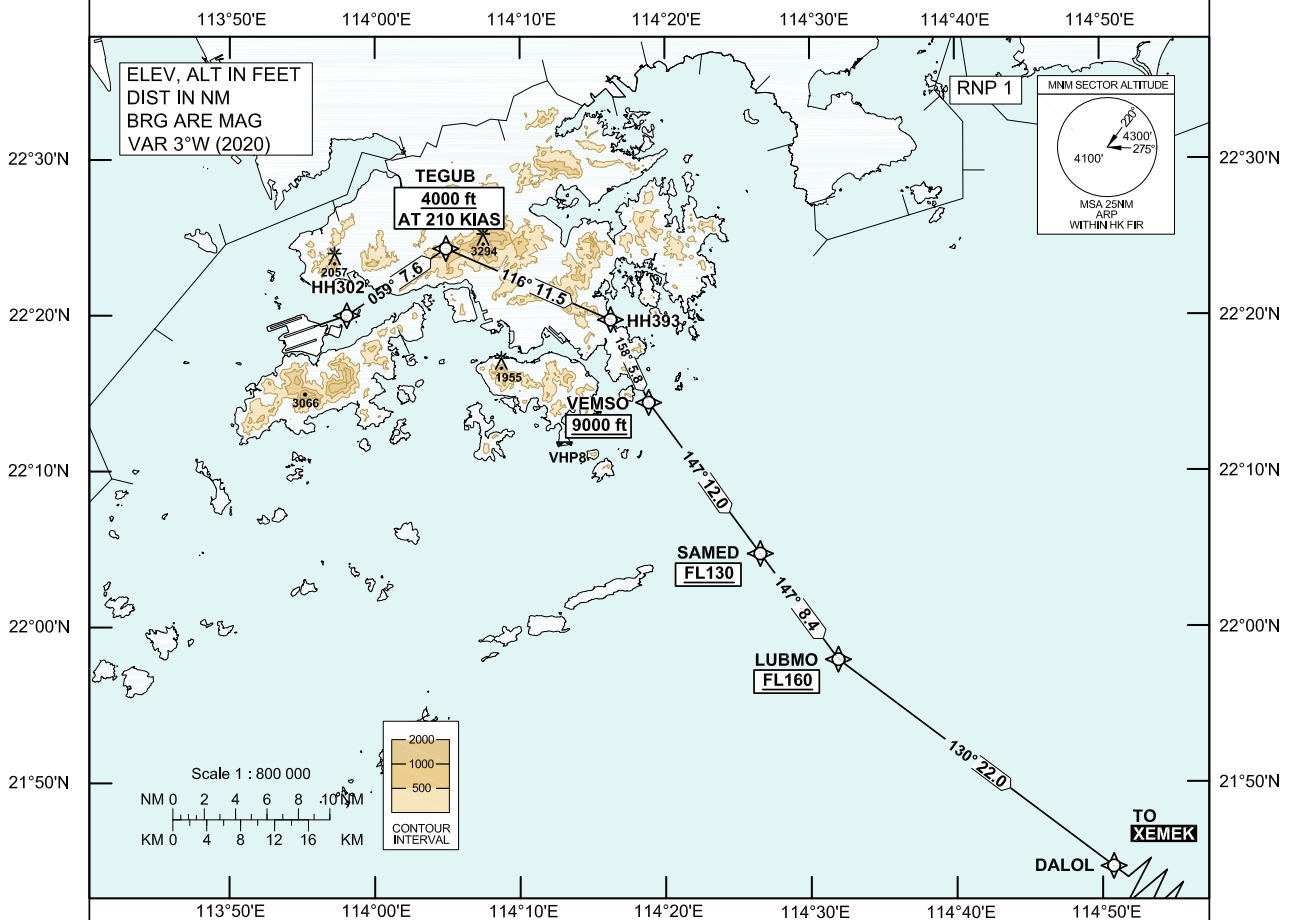 113°50'E
114°00'E
114°10'E
114°20'E
114°30'E
114°40'E
114°50'E
ELEV, ALT IN FEET
DIST IN NM
BRG ARE MAG
VAR 3°W (2020)
RNP 1
MNM SECTOR ALTITUDE
220°
4300'
275°
4100'
MSA 25NM
ARP
WITHIN HK FIR
22°30'N
22°30'N
TEGUB
4000 ft
AT 210 KIAS
3294
2057
HH302
059° 7.6
116° 11.5
22°20'N
22°20'N
HH393
158° 5.8
1955
3066
VEMSO
9000 ft
VHP8
147° 12.0
22°10'N
22°10'N
SAMED
FL130
147° 8.4
22°00'N
22°00'N
LUBMO
FL160
130° 22.0
21°50'N
21°50'N
2000
1000
500
CONTOUR
INTERVAL
Scale 1 : 800 000
NM 0 2 4 6 8 10 NM
KM 0 4 8 12 16 KM
TO
XEMEK
DALOL
113°50'E
114°00'E
114°10'E
114°20'E
114°30'E
114°40'E
114°50'E